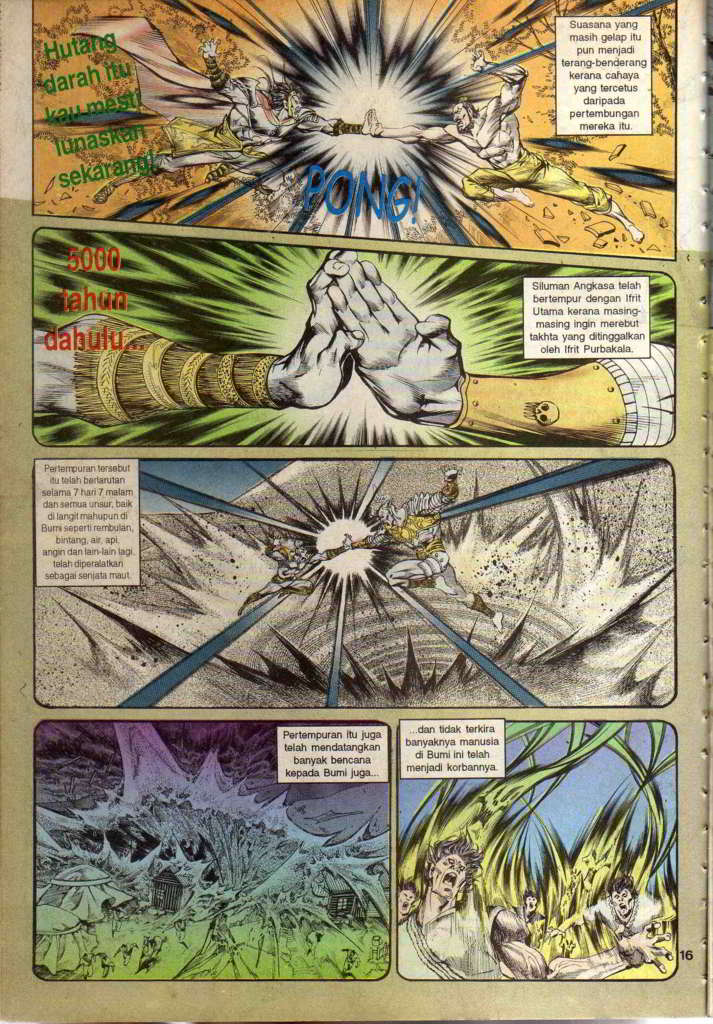 Hutang
darah itu
kau mesti
lunaskan
sekarang!
Suasana yang
masih gelap itu
pun menjadi
terang-benderang
kerana cahaya
yang tercetus
daripada
pertembungan
mereka itu.
PONG!
5000
tahun
dahulu...
Siluman Angkasa telah
bertempur dengan Ifrit
Utama kerana masing-
masing ingin merebut
takhta yang ditinggalkan
oleh Ifrit Purbakala.
Pertempuran tersebut
itu telah berlarutan
selama 7 hari 7 malam
dan semua unsur, baik
di langit mahupun di
Bumi seperti rembulan,
bintang, air, api,
angin dan lain-lain lagi
telah diperalatkan
sebagai senjata maut.
Pertempuran itu juga
telah mendatangkan
banyak bencana
kepada Bumi juga...
...dan tidak terkira
banyaknya manusia
di Bumi ini telah
menjadi korbannya.
16